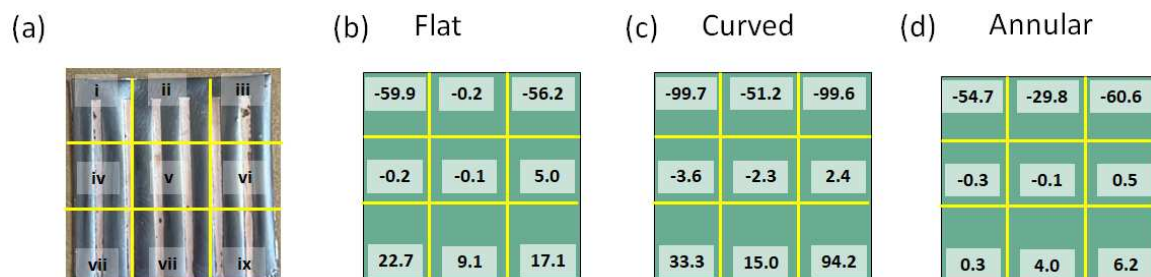 (a) (b) Flat (c) Curved (d) Annular
i ii iii
iv v vi
vii vii ix
-59.9 -0.2 -56.2
-0.2 -0.1 5.0
22.7 9.1 17.1
-99.7 -51.2 -99.6
-3.6 -2.3 2.4
33.3 15.0 94.2
-54.7 -29.8 -60.6
-0.3 -0.1 0.5
0.3 4.0 6.2